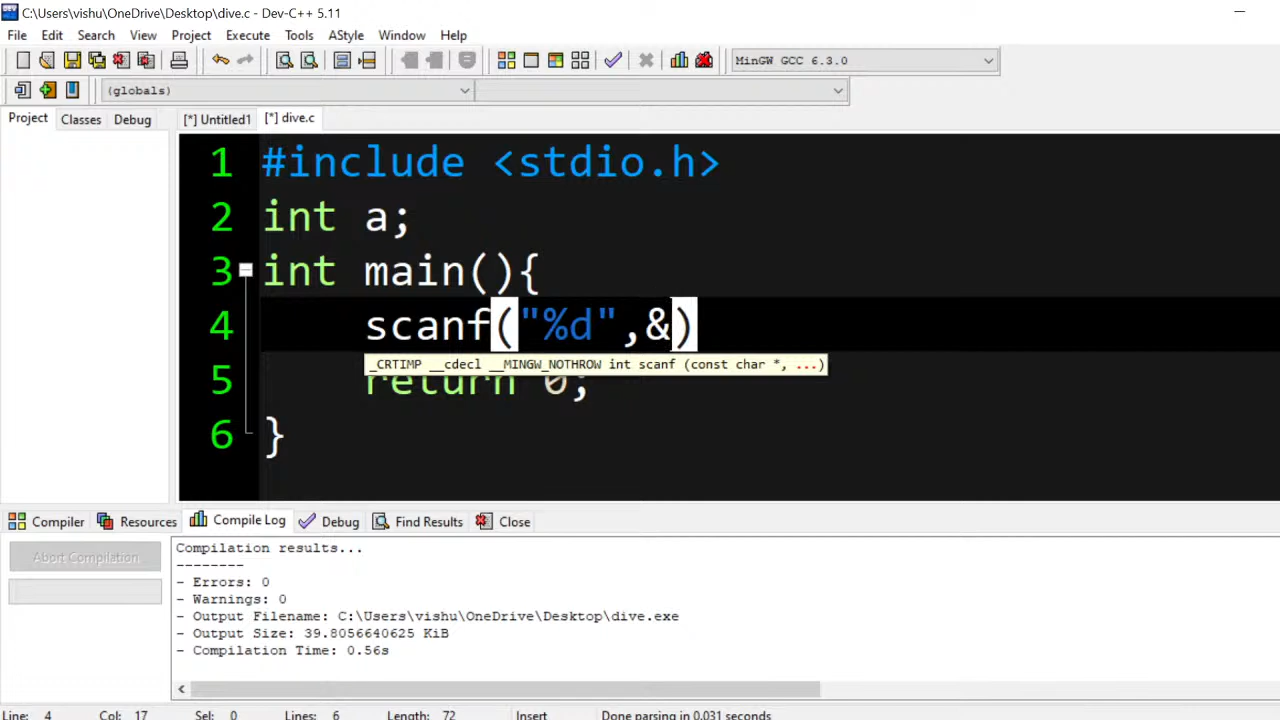 C:\Users\vishu\OneDrive\Desktop\dive.c - Dev-C++ 5.11
File Edit Search View Project Execute Tools AStyle Window Help
MinGW GCC 6.3.0
(globals)
Project Classes Debug [*] Untitled1 [*] dive.c
1 #include <stdio.h>
2 int a;
3 int main(){
4 scanf("%d",&)
_CRTIMP __cdecl __MINGW_NOTHROW int scanf (const char *, ...)
5 return 0;
6 }
Compiler Resources Compile Log Debug Find Results Close
Abort Compilation
Compilation results...
--------
- Errors: 0
- Warnings: 0
- Output Filename: C:\Users\vishu\OneDrive\Desktop\dive.exe
- Output Size: 39.8056640625 KiB
- Compilation Time: 0.56s
Line: 4 Col: 17 Sel: 0 Lines: 6 Length: 72 Insert Done parsing in 0.031 seconds